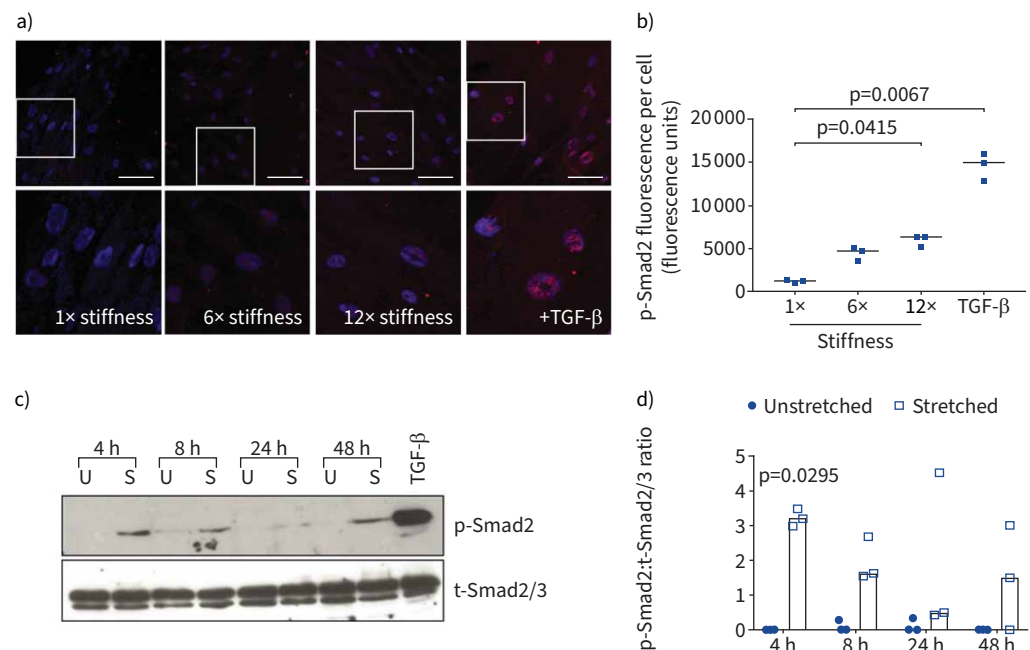 a)
1× stiffness
6× stiffness
12× stiffness
+TGF-β
b)
p-Smad2 fluorescence per cell
(fluorescence units)
20000
15000
10000
5000
0
p=0.0067
p=0.0415
1×
6×
12×
TGF-β
Stiffness
c)
4 h
8 h
24 h
48 h
TGF-β
U
S
U
S
U
S
U
S
p-Smad2
t-Smad2/3
d)
Unstretched
Stretched
p-Smad2:t-Smad2/3 ratio
5
4
3
2
1
0
p=0.0295
4 h
8 h
24 h
48 h